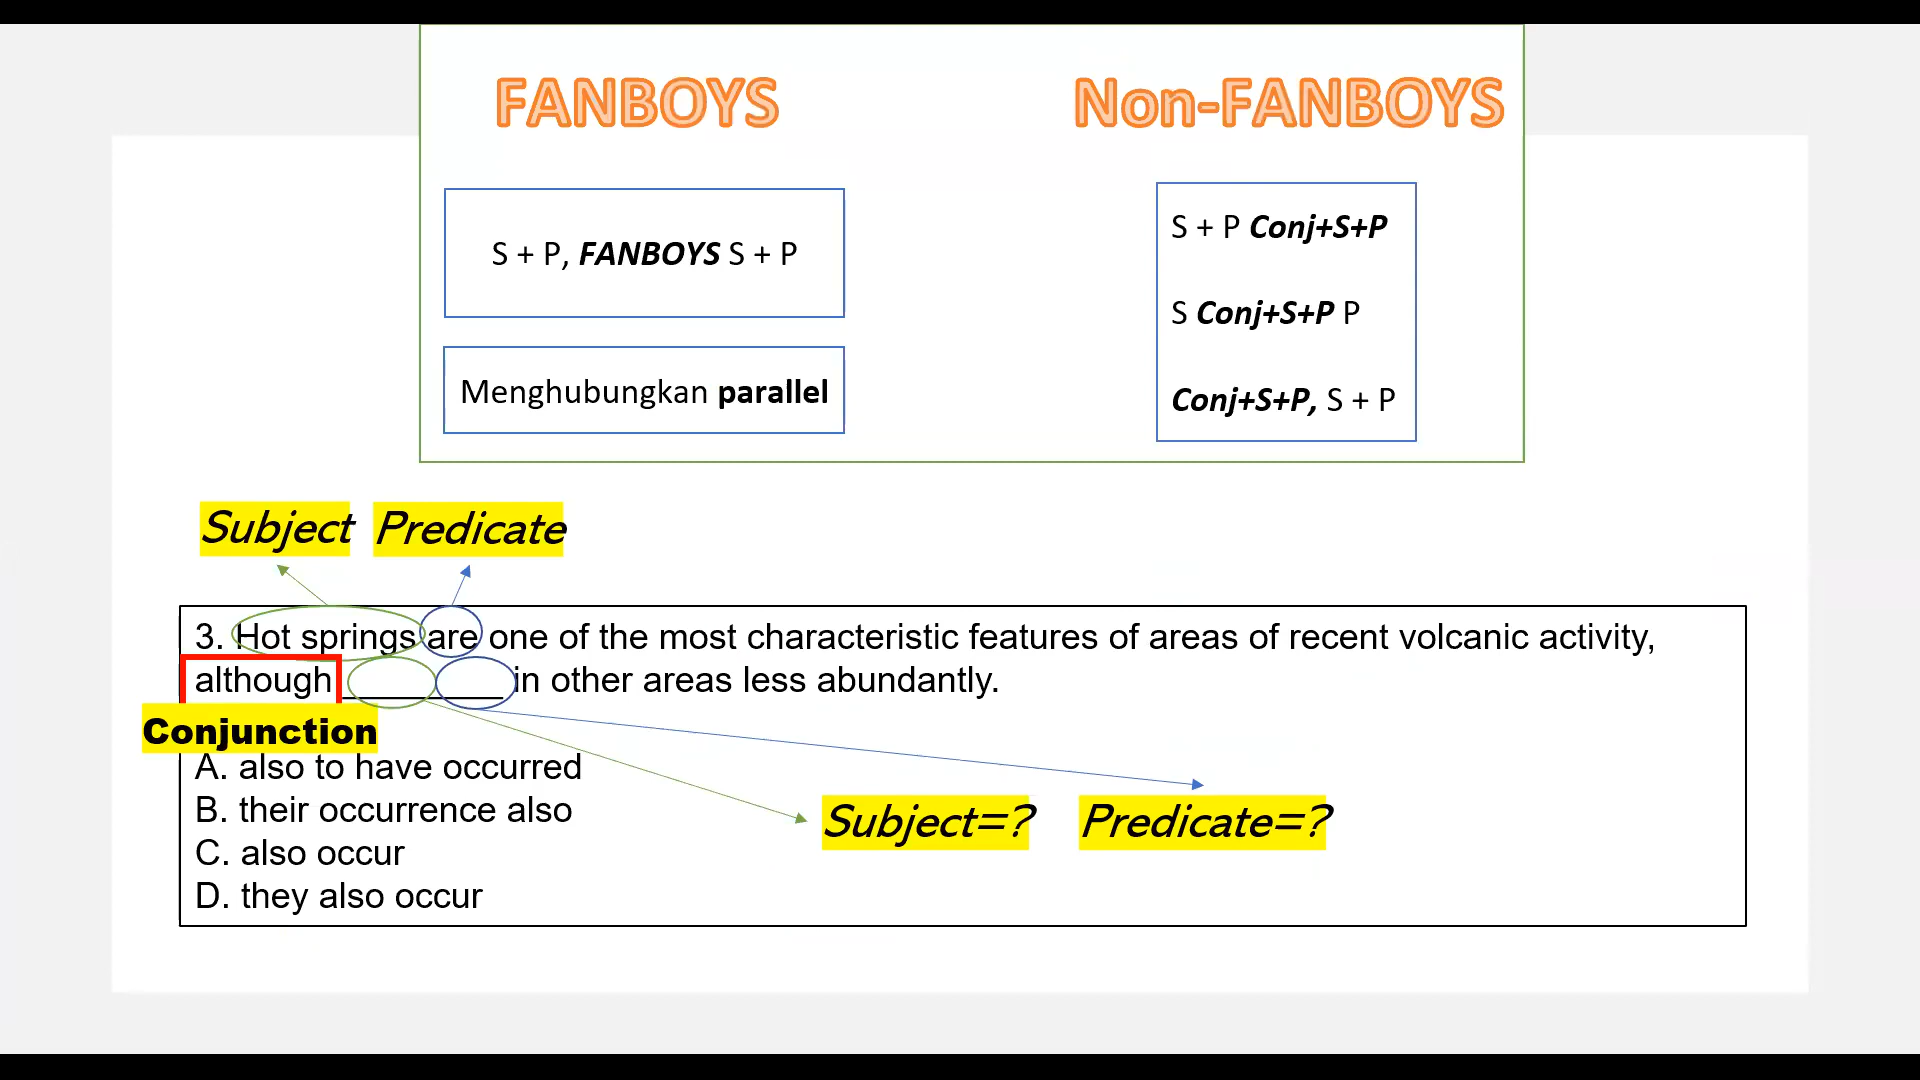 FANBOYS
Non-FANBOYS
S + P, FANBOYS S + P
Menghubungkan parallel
S + P Conj+S+P
S Conj+S+P P
Conj+S+P, S + P
Subject Predicate
3. Hot springs are one of the most characteristic features of areas of recent volcanic activity,
although _________ in other areas less abundantly.
Conjunction
A. also to have occurred
B. their occurrence also
C. also occur
D. they also occur
Subject=? Predicate=?